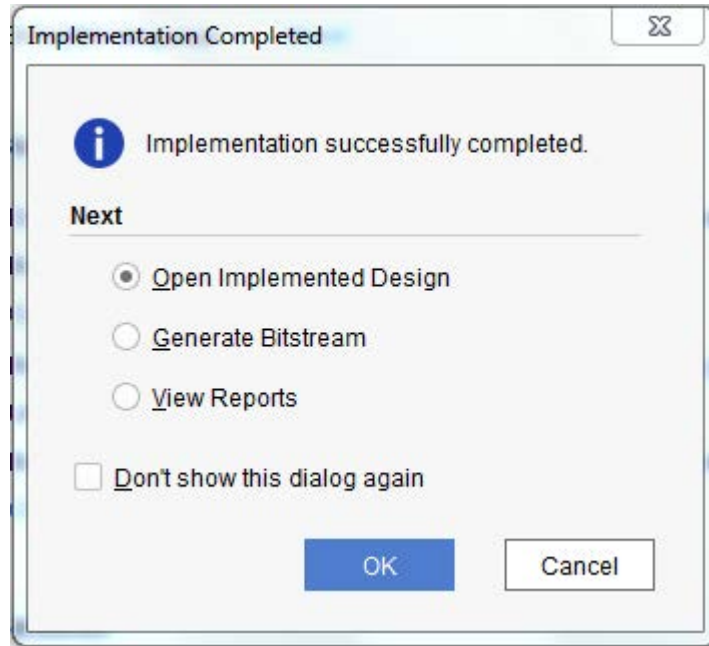 Implementation Completed
Implementation successfully completed.
Next
Open Implemented Design
Generate Bitstream
View Reports
Don't show this dialog again
OK
Cancel